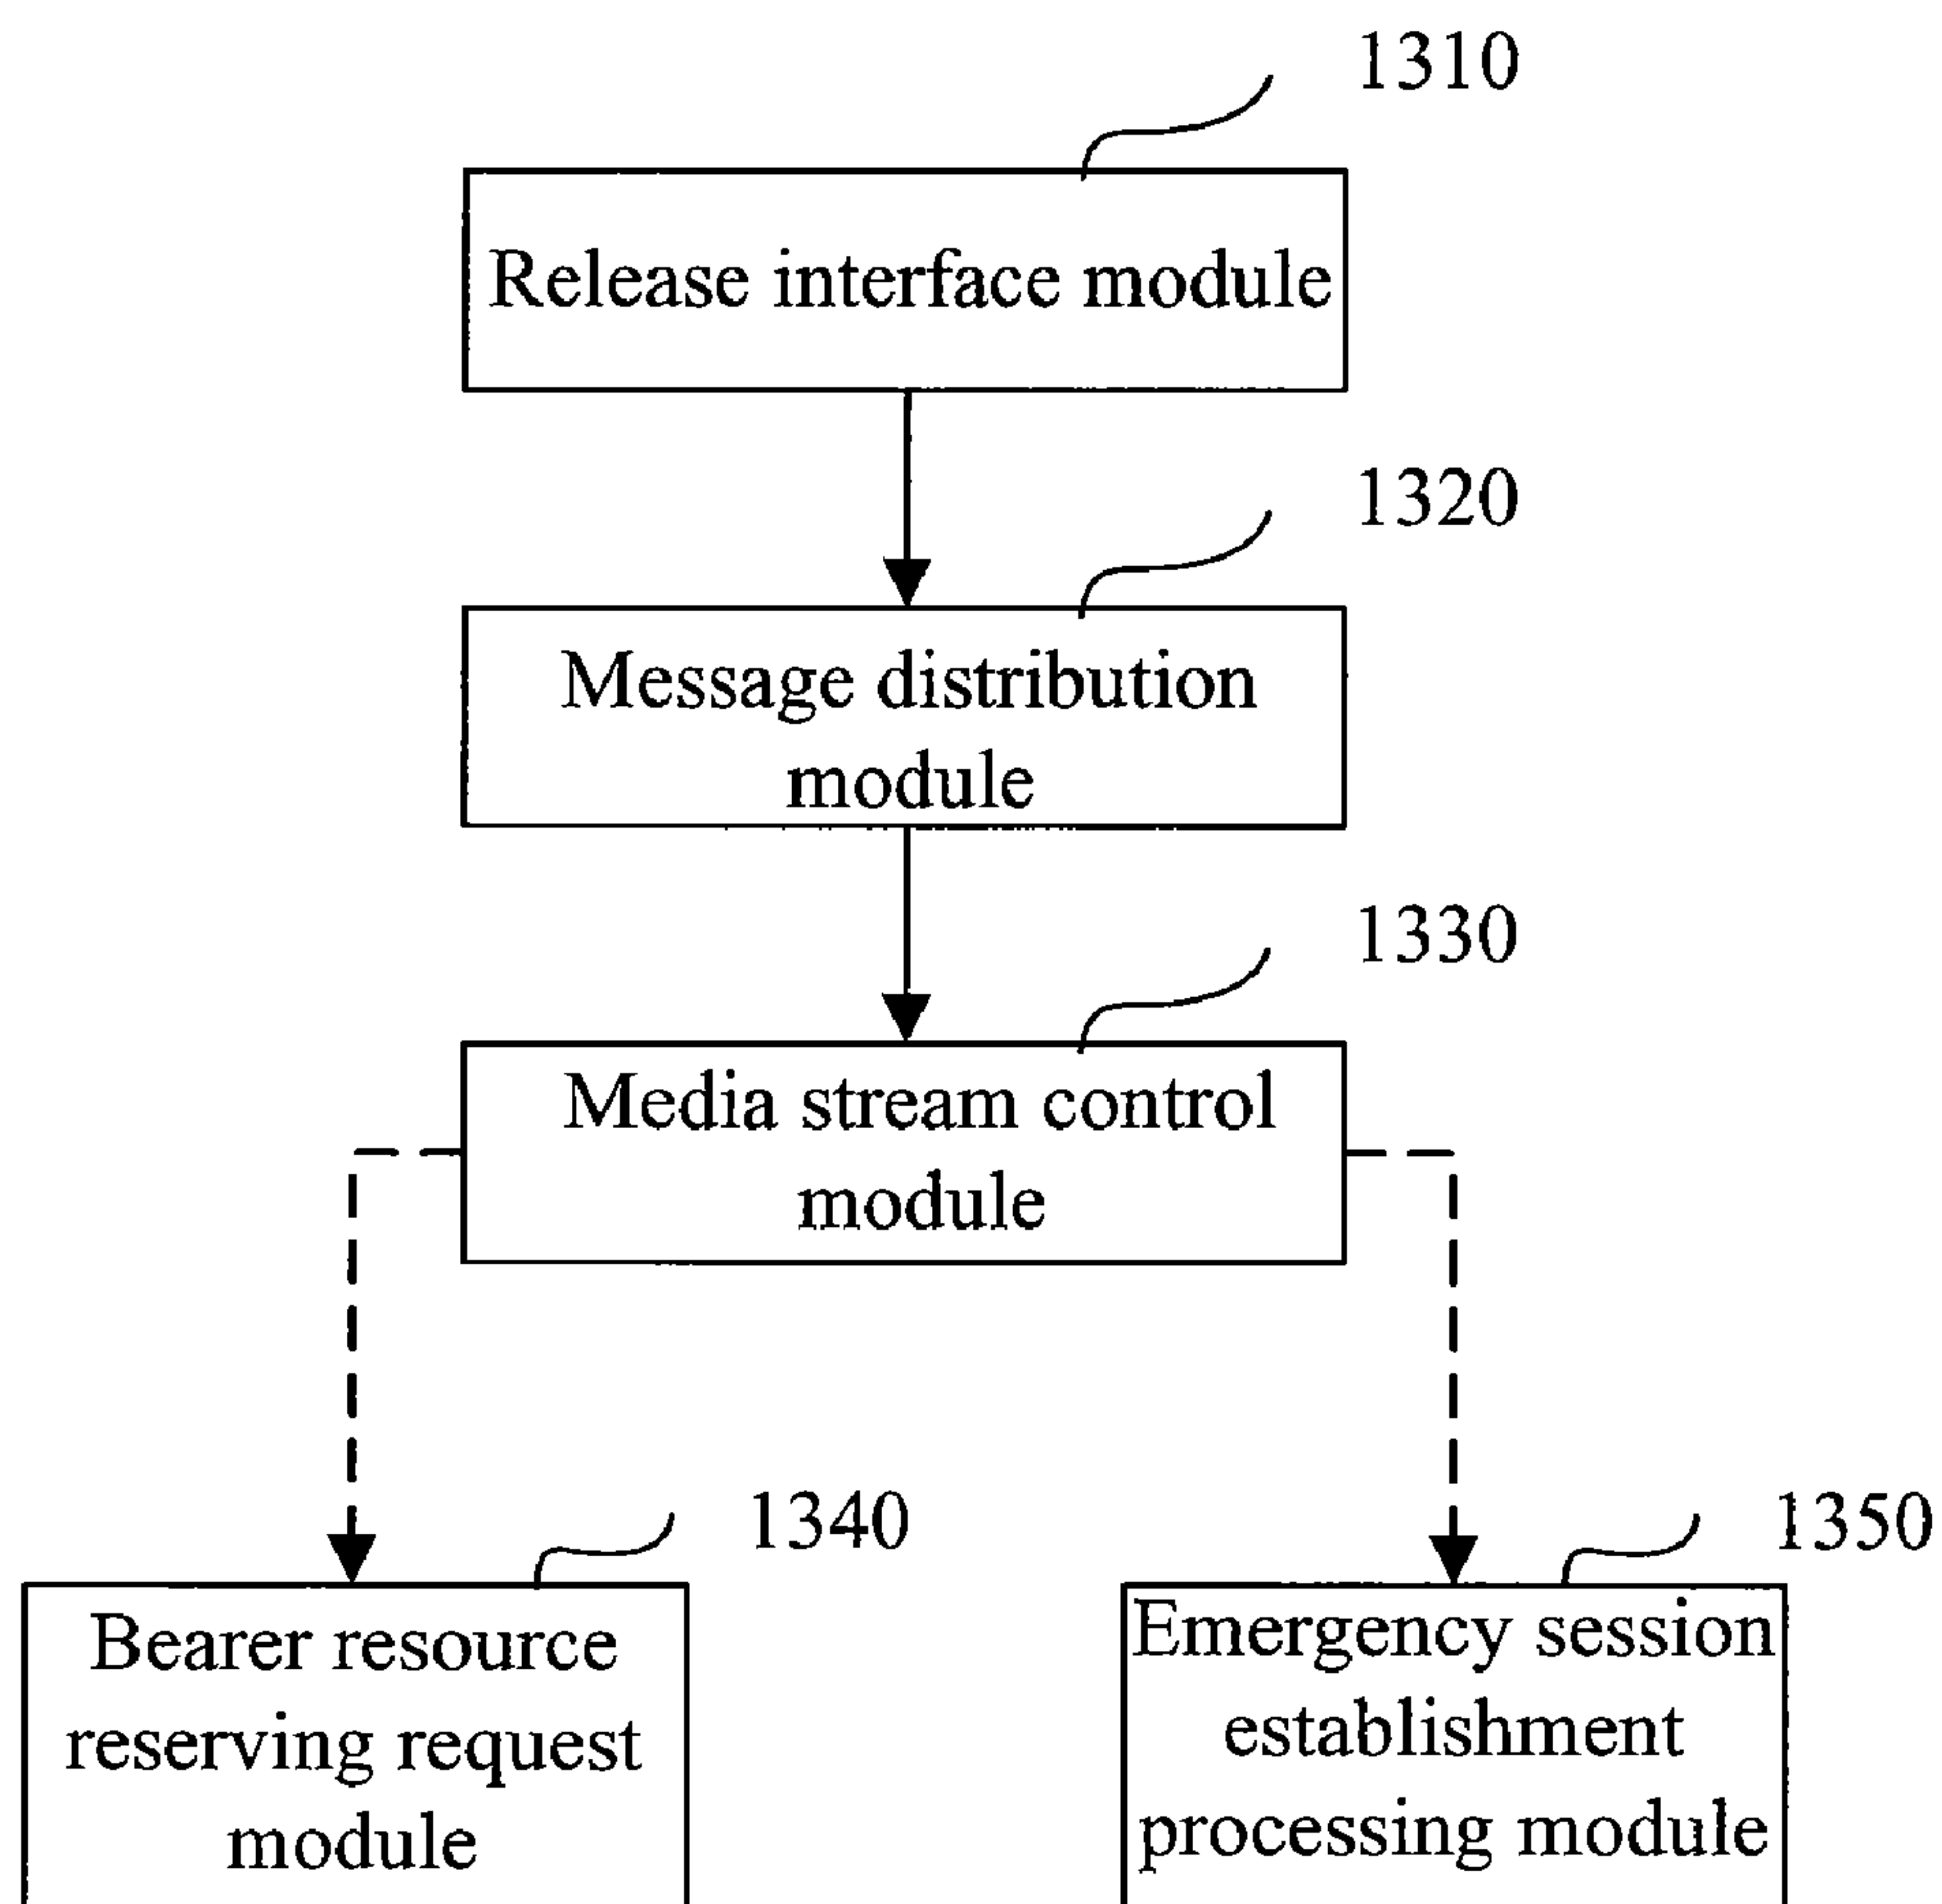 1310
Release interface module
1320
Message distribution
module
1330
Media stream control
module
1340
Bearer resource
reserving request
module
1350
Emergency session
establishment
processing module